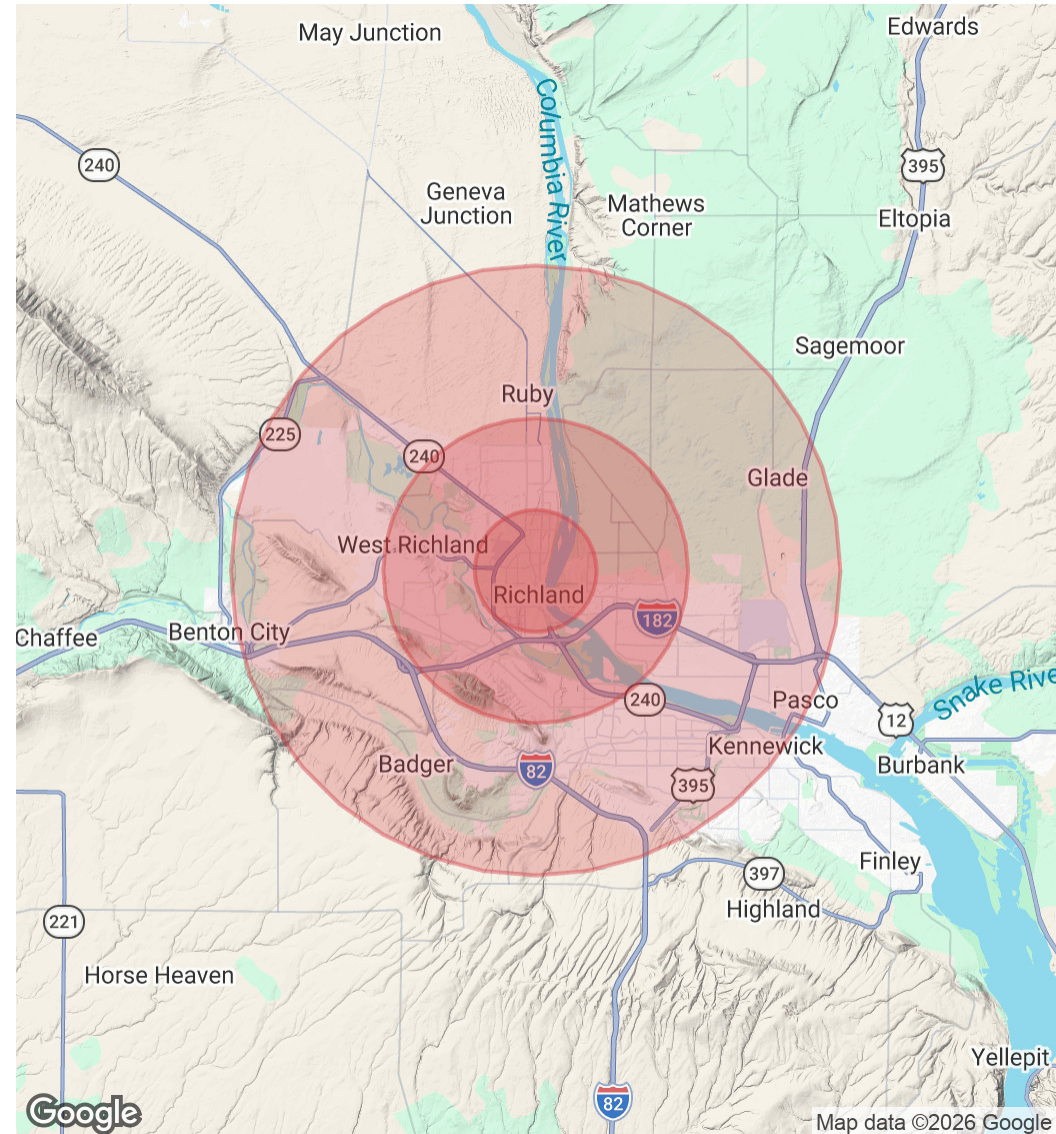 May Junction
Edwards
Columbia River
240
395
Geneva
Junction
Mathews
Corner
Eltopia
Sagemoor
Ruby
225
240
Glade
West Richland
Richland
182
Chaffee
Benton City
Snake Rive
240
Pasco
12
Kennewick
Badger
82
395
Burbank
Finley
397
Highland
221
Horse Heaven
Yellepit
82
Google
Map data ©2026 Google